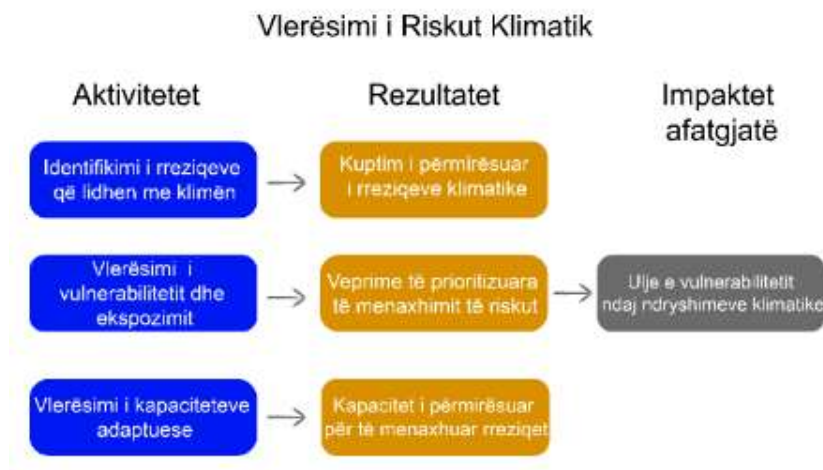 Vlerësimi i Riskut Klimatik
Aktivitetet
Rezultatet
Impaktet
afatgjatë
Identifikimi i rreziqeve
që lidhen me klimën
Kuptim i përmirësuar
i rreziqeve klimatike
Vlerësimi i
vulnerabilitetit dhe
ekspozimit
Veprime të prioritizuara
të menaxhimit të riskut
Ulje e vulnerabilitetit
ndaj ndryshimeve klimatike
Vlerësimi i kapaciteteve
adaptuese
Kapacitet i përmirësuar
për të menaxhuar rreziqet